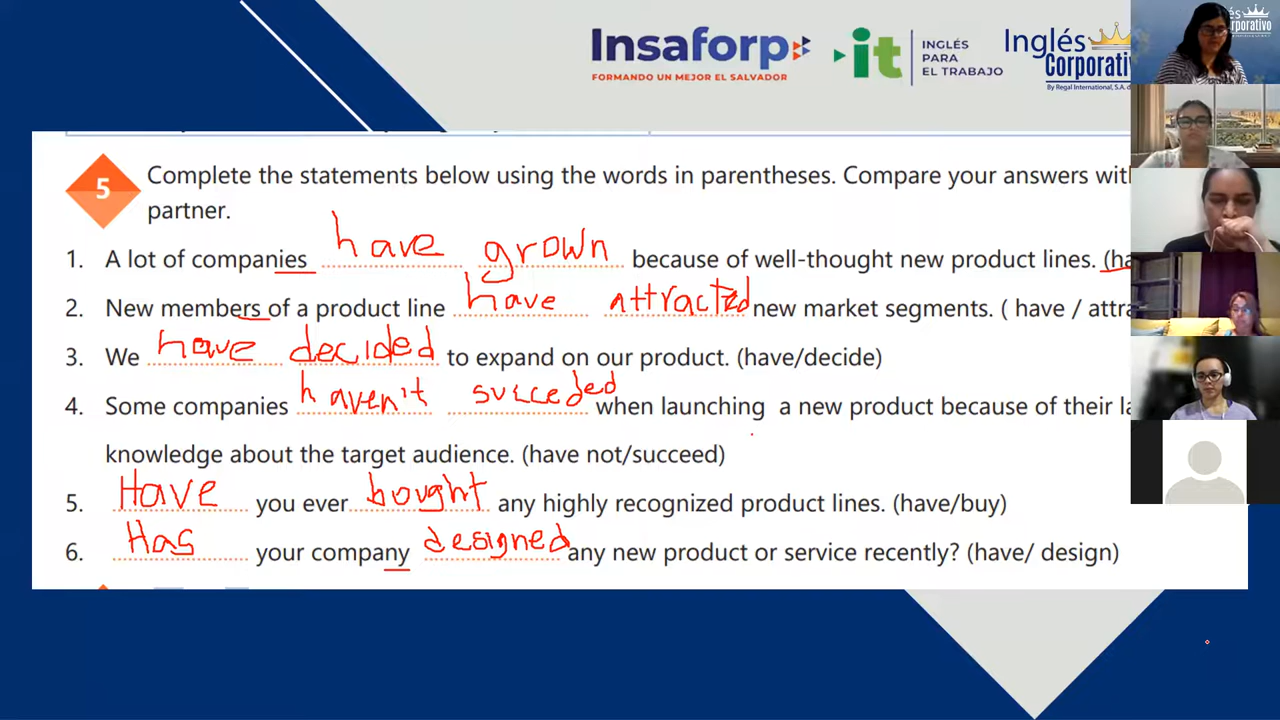 Insaforp
FORMANDO UN MEJOR EL SALVADOR
it INGLÉS PARA EL TRABAJO
Inglés
Corporativ
By Regal International, S.A. d
5 Complete the statements below using the words in parentheses. Compare your answers wit
partner.
1. A lot of companies have grown because of well-thought new product lines. (ha
2. New members of a product line have attracted new market segments. ( have / attra
3. We have decided to expand on our product. (have/decide)
4. Some companies haven't succeded when launching a new product because of their la
knowledge about the target audience. (have not/succeed)
5. Have you ever bought any highly recognized product lines. (have/buy)
6. Has your company designed any new product or service recently? (have/ design)